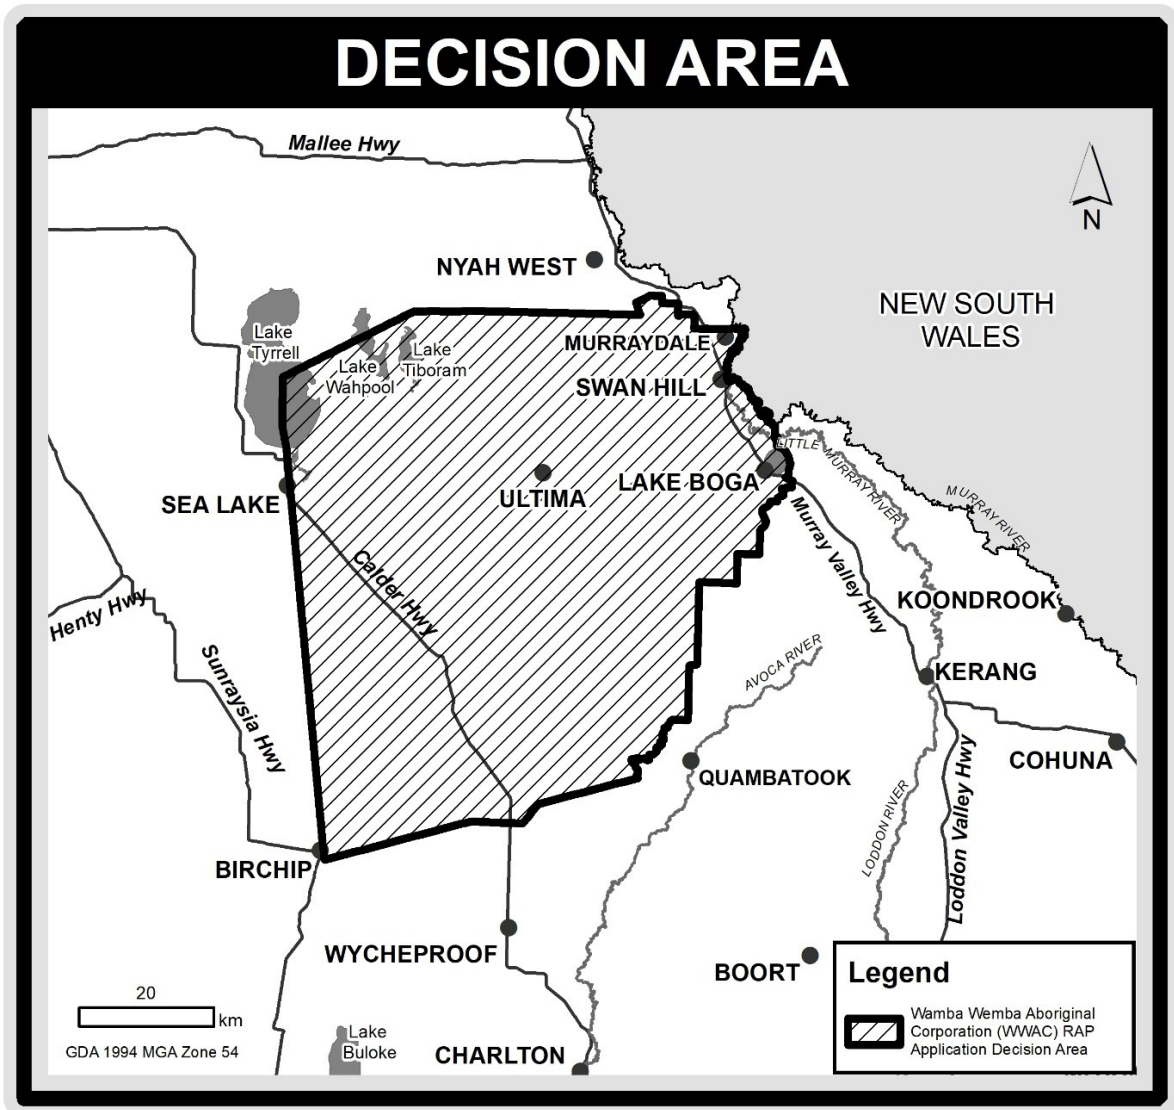 DECISION AREA
Mallee Hwy
N
NYAH WEST
NEW SOUTH
WALES
Lake
Tyrrell
Lake
Wahpool
Lake
Tiboram
MURRAYDALE
SWAN HILL
LITTLE MURRAY RIVER
LAKE BOGA
ULTIMA
SEA LAKE
MURRAY RIVER
Murray Valley Hwy
Calder Hwy
Henty Hwy
KOONDROOK
Sunraysia Hwy
AVOCA RIVER
KERANG
COHUNA
QUAMBATOOK
Loddon Valley Hwy
LODDON RIVER
BIRCHIP
WYCHEPROOF
BOORT
Legend
Wamba Wemba Aboriginal
Corporation (WWAC) RAP
Application Decision Area
20
km
GDA 1994 MGA Zone 54
Lake
Buloke
CHARLTON